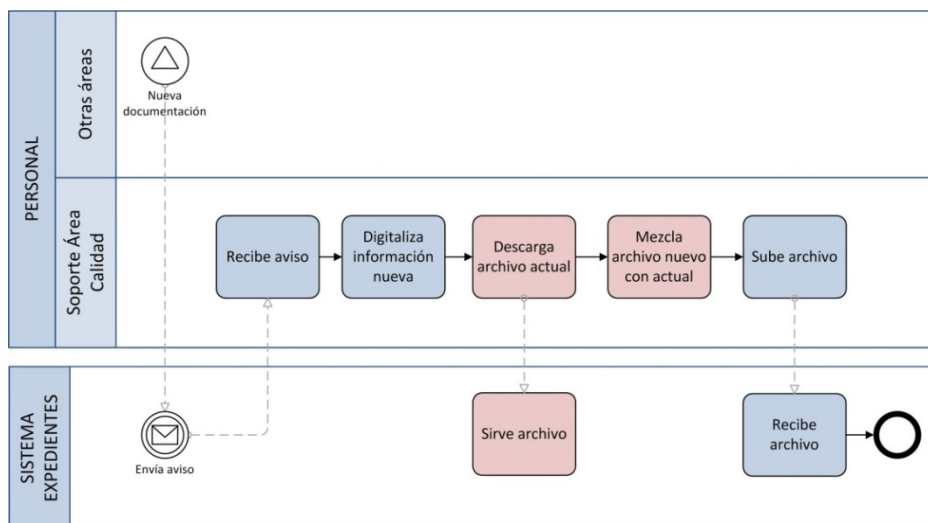 PERSONAL
Otras áreas
Nueva
documentación
Soporte Área
Calidad
Recibe aviso
Digitaliza
información
nueva
Descarga
archivo actual
Mezcla
archivo nuevo
con actual
Sube archivo
SISTEMA
EXPEDIENTES
Envía aviso
Sirve archivo
Recibe
archivo